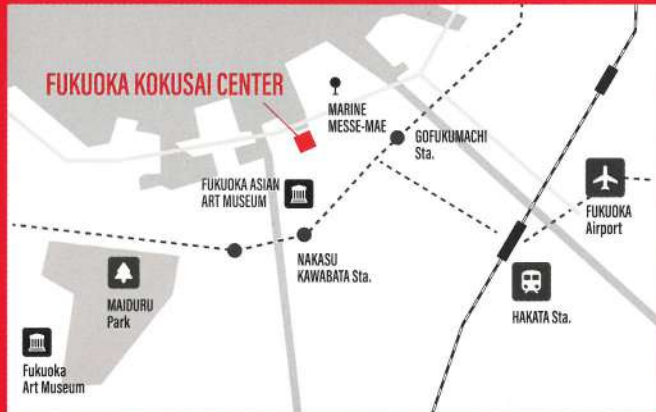 FUKUOKA KOKUSAI CENTER
MARINE
MESSE-MAE
GOFUKUMACHI
Sta.
FUKUOKA ASIAN
ART MUSEUM
FUKUOKA
Airport
NAKASU
KAWABATA Sta.
MAIDURU
Park
HAKATA Sta.
Fukuoka
Art Museum